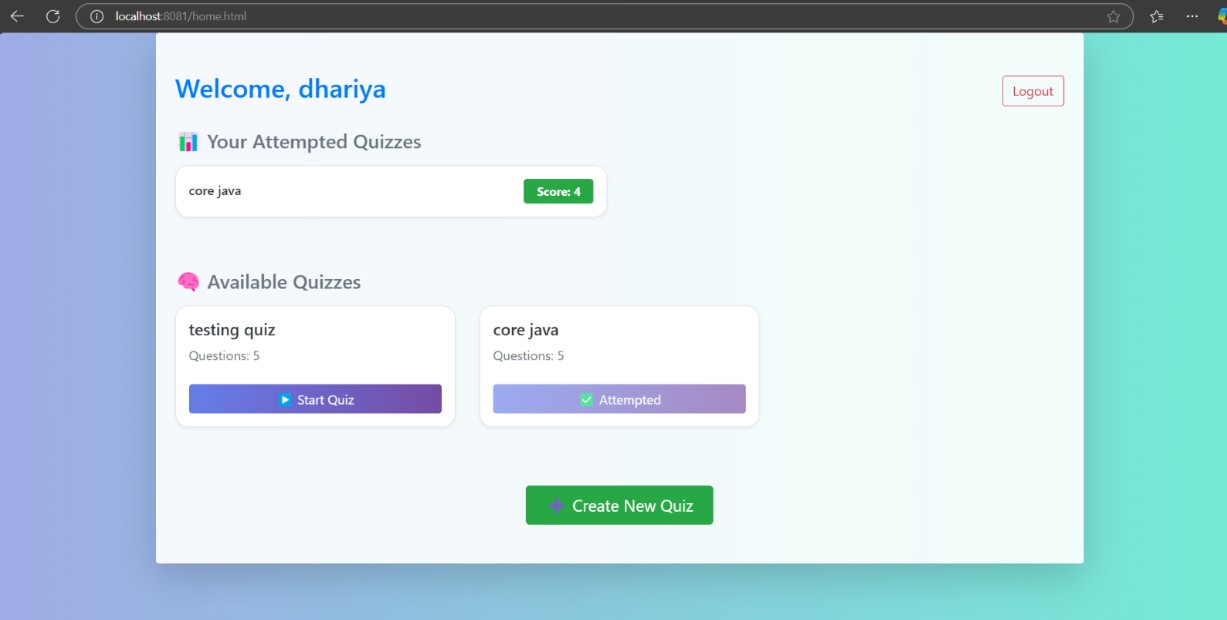 localhost:8081/home.html
Welcome, dhariya
Logout
Your Attempted Quizzes
core java
Score: 4
Available Quizzes
testing quiz
Questions: 5
Start Quiz
core java
Questions: 5
Attempted
Create New Quiz